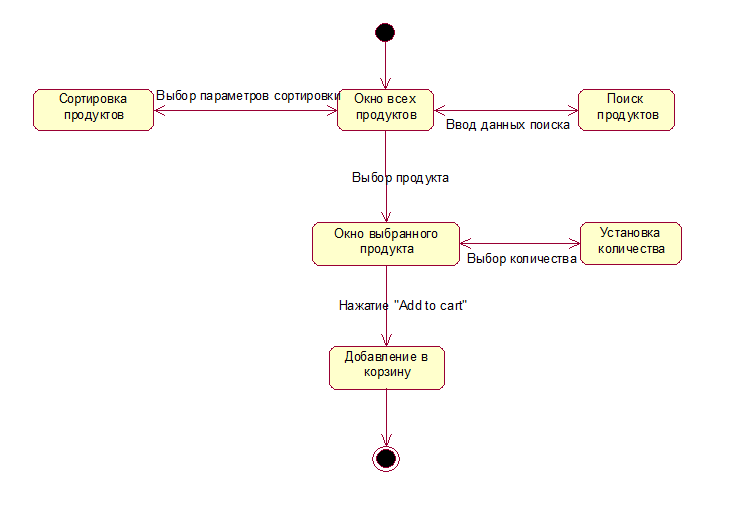 Сортировка
продуктов
Выбор параметров сортировки
Окно всех
продуктов
Ввод данных поиска
Поиск
продуктов
Выбор продукта
Окно выбранного
продукта
Выбор количества
Установка
количества
Нажатие "Add to cart"
Добавление в
корзину